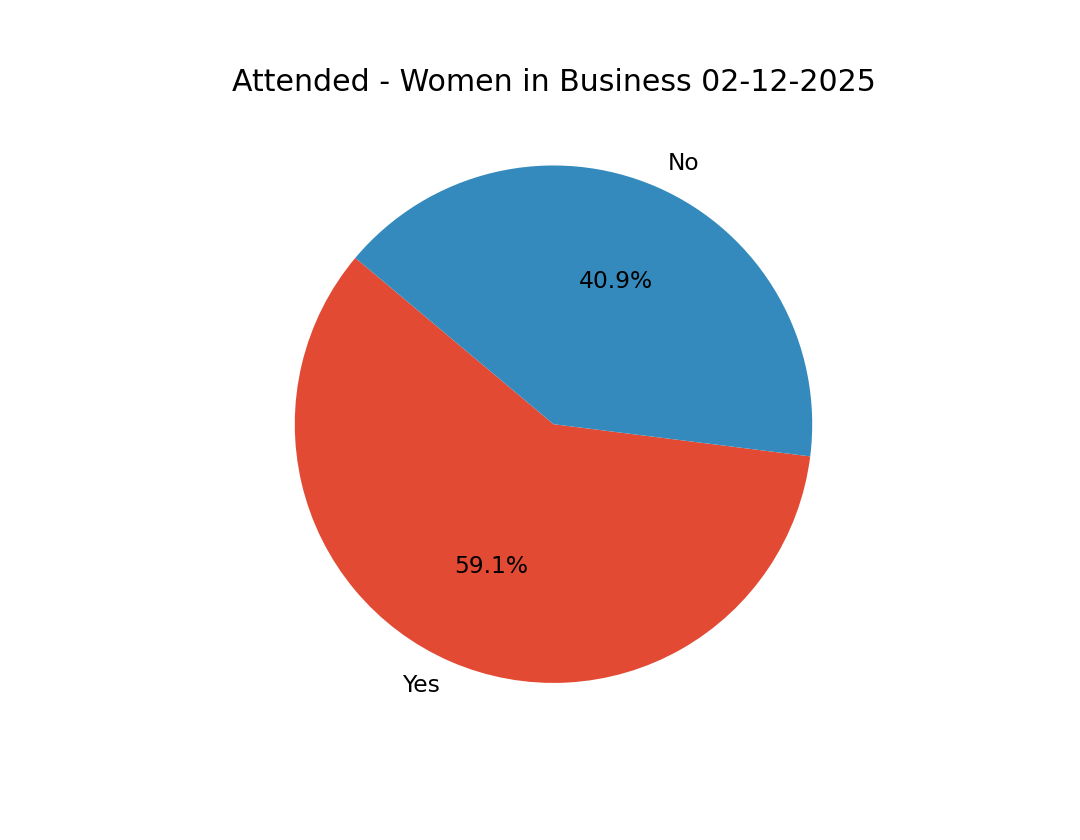 Attended - Women in Business 02-12-2025
No
40.9%
59.1%
Yes